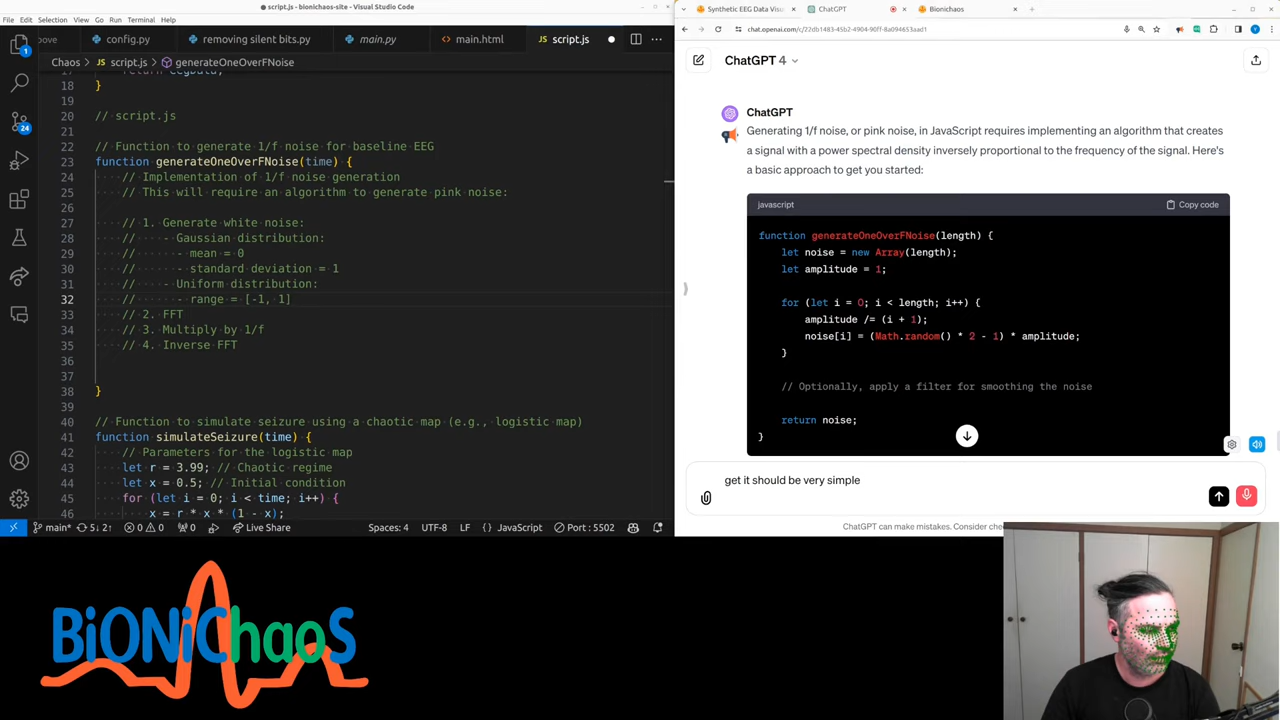 script.js - bionichaos-site - Visual Studio Code
File Edit Selection View Go Run Terminal Help
config.py
removing silent bits.py
main.py
main.html
script.js
Chaos > script.js > generateOneOverFNoise
18 }
19
20 // script.js
21
22 // Function to generate 1/f noise for baseline EEG
23 function generateOneOverFNoise(time) {
24 // Implementation of 1/f noise generation
25 // This will require an algorithm to generate pink noise:
26
27 // 1. Generate white noise:
28 // - Gaussian distribution:
29 // - mean = 0
30 // - standard deviation = 1
31 // - Uniform distribution:
32 // - range = [-1, 1]
33 // 2. FFT
34 // 3. Multiply by 1/f
35 // 4. Inverse FFT
36
37
38 }
39
40 // Function to simulate seizure using a chaotic map (e.g., logistic map)
41 function simulateSeizure(time) {
42 // Parameters for the logistic map
43 let r = 3.99; // Chaotic regime
44 let x = 0.5; // Initial condition
45 for (let i = 0; i < time; i++) {
46 x = r * x * (1 - x);
1
24
main* 5↓ 2↑ 0 0 0 Live Share Spaces: 4 UTF-8 LF {} JavaScript Port : 5502
Synthetic EEG Data Visu
ChatGPT
Bionichaos
chat.openai.com/c/22db1483-45b2-4904-90ff-8a094653aad1
ChatGPT 4
ChatGPT
Generating 1/f noise, or pink noise, in JavaScript requires implementing an algorithm that creates
a signal with a power spectral density inversely proportional to the frequency of the signal. Here's
a basic approach to get you started:
javascript
Copy code
function generateOneOverFNoise(length) {
let noise = new Array(length);
let amplitude = 1;
for (let i = 0; i < length; i++) {
amplitude /= (i + 1);
noise[i] = (Math.random() * 2 - 1) * amplitude;
}
// Optionally, apply a filter for smoothing the noise
return noise;
}
get it should be very simple
ChatGPT can make mistakes. Consider
BiONiChaoS